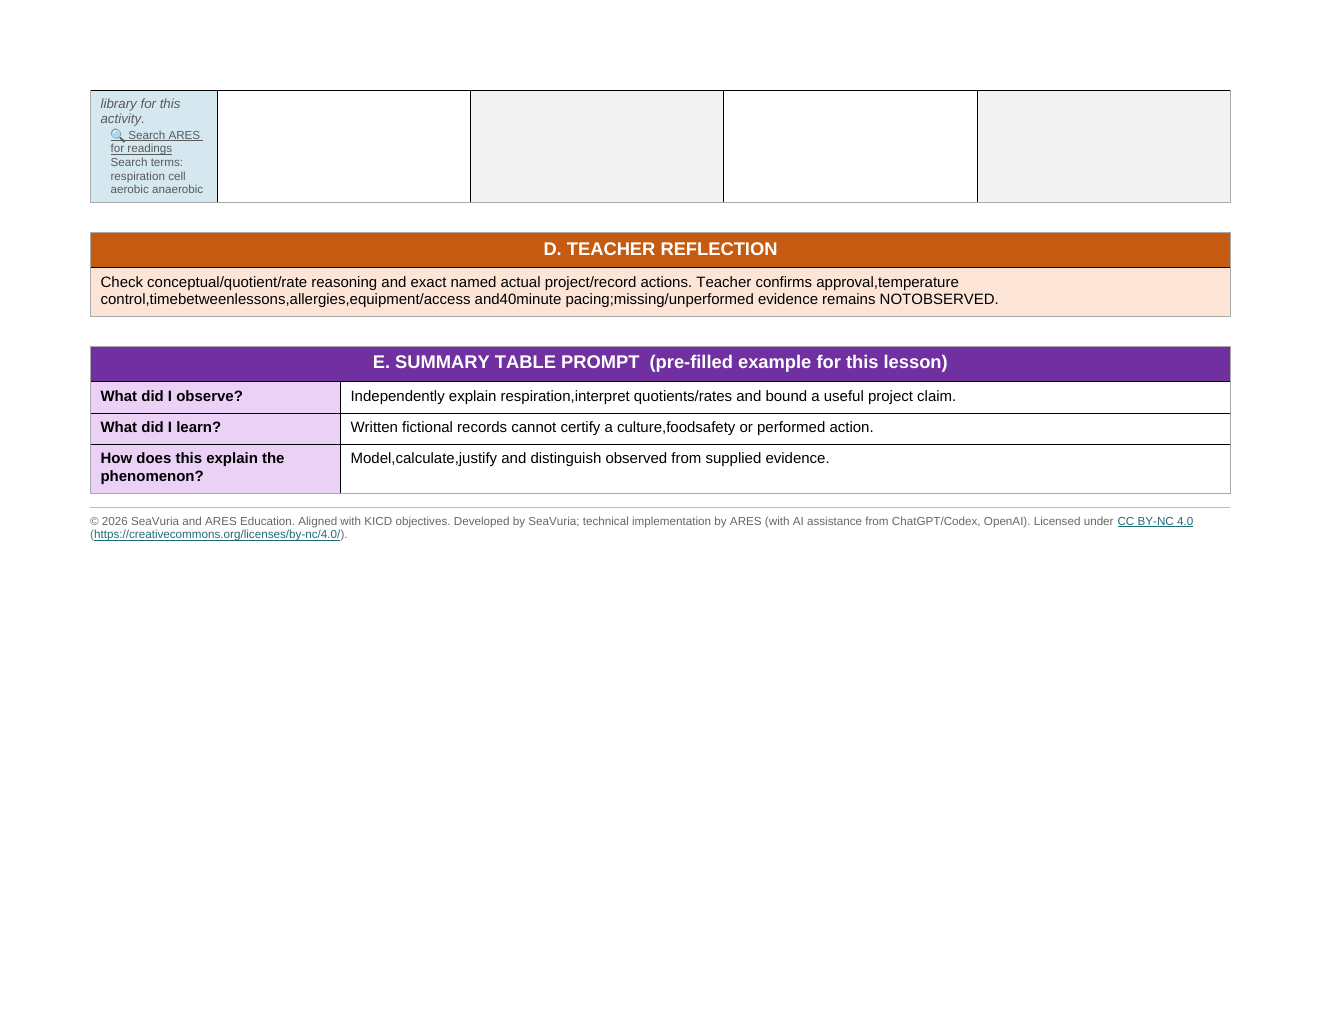 library for this
activity.
🔍 Search ARES
for readings
Search terms:
respiration cell
aerobic anaerobic
D. TEACHER REFLECTION
Check conceptual/quotient/rate reasoning and exact named actual project/record actions. Teacher confirms approval,temperature
control,timebetweenlessons,allergies,equipment/access and40minute pacing;missing/unperformed evidence remains NOTOBSERVED.
E. SUMMARY TABLE PROMPT  (pre-filled example for this lesson)
What did I observe?
Independently explain respiration,interpret quotients/rates and bound a useful project claim.
What did I learn?
Written fictional records cannot certify a culture,foodsafety or performed action.
How does this explain the
phenomenon?
Model,calculate,justify and distinguish observed from supplied evidence.
© 2026 SeaVuria and ARES Education. Aligned with KICD objectives. Developed by SeaVuria; technical implementation by ARES (with AI assistance from ChatGPT/Codex, OpenAI). Licensed under CC BY-NC 4.0
(https://creativecommons.org/licenses/by-nc/4.0/).